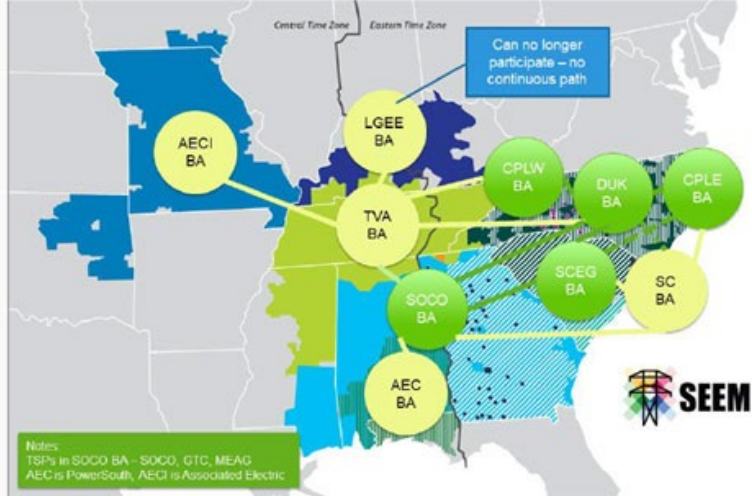 Central Time Zone
Eastern Time Zone
Can no longer
participate – no
continuous path
LGEE
BA
AECI
BA
CPLW
BA
DUK
BA
CPLE
BA
TVA
BA
SCEG
BA
SC
BA
SOCO
BA
AEC
BA
SEEM
Notes:
TSPs in SOCO BA – SOCO, GTC, MEAG
AEC is PowerSouth, AECI is Associated Electric